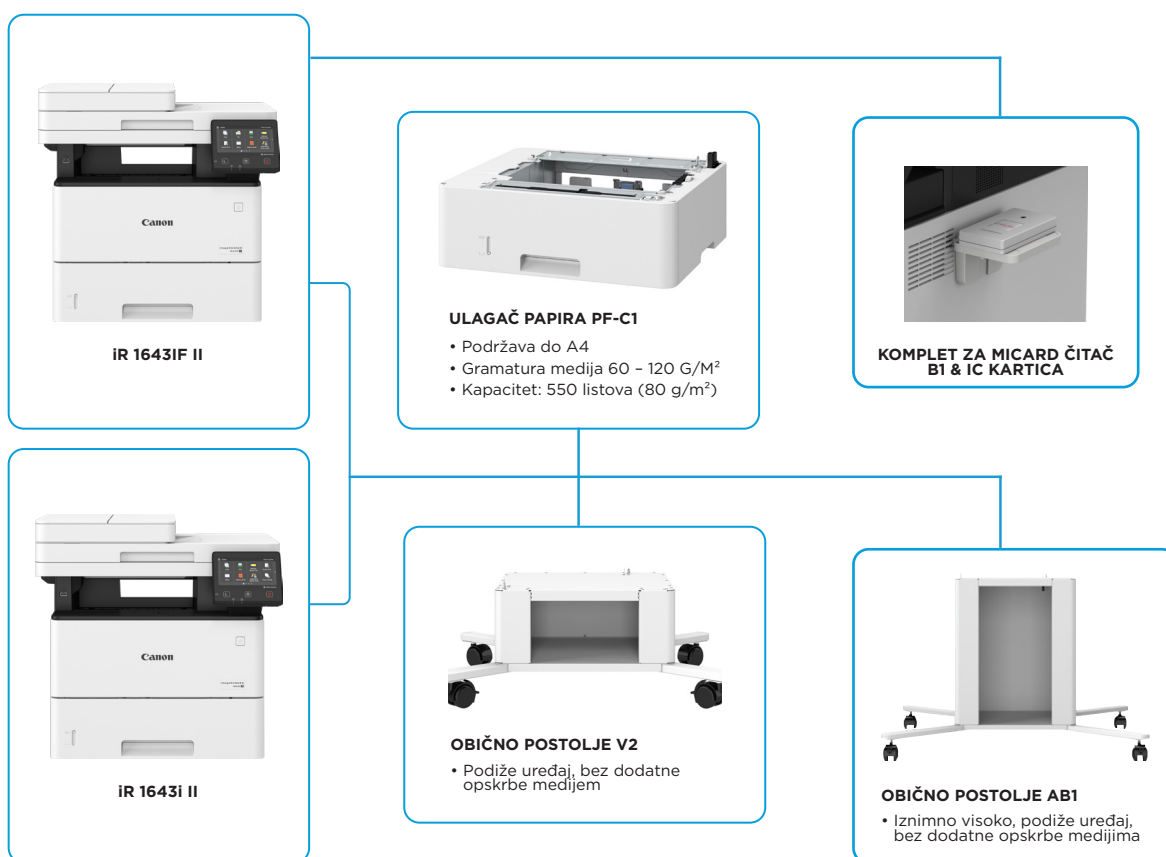 Canon
iR 1643IF II
ULAGAČ PAPIRA PF-C1
• Podržava do A4
• Gramatura medija 60 – 120 G/M²
• Kapacitet: 550 listova (80 g/m²)
KOMPLET ZA MICARD ČITAČ
B1 & IC KARTICA
Canon
iR 1643i II
OBIČNO POSTOLJE V2
• Podiže uređaj, bez dodatne
opskrbe medijem
OBIČNO POSTOLJE AB1
• Iznimno visoko, podiže uređaj,
bez dodatne opskrbe medijima